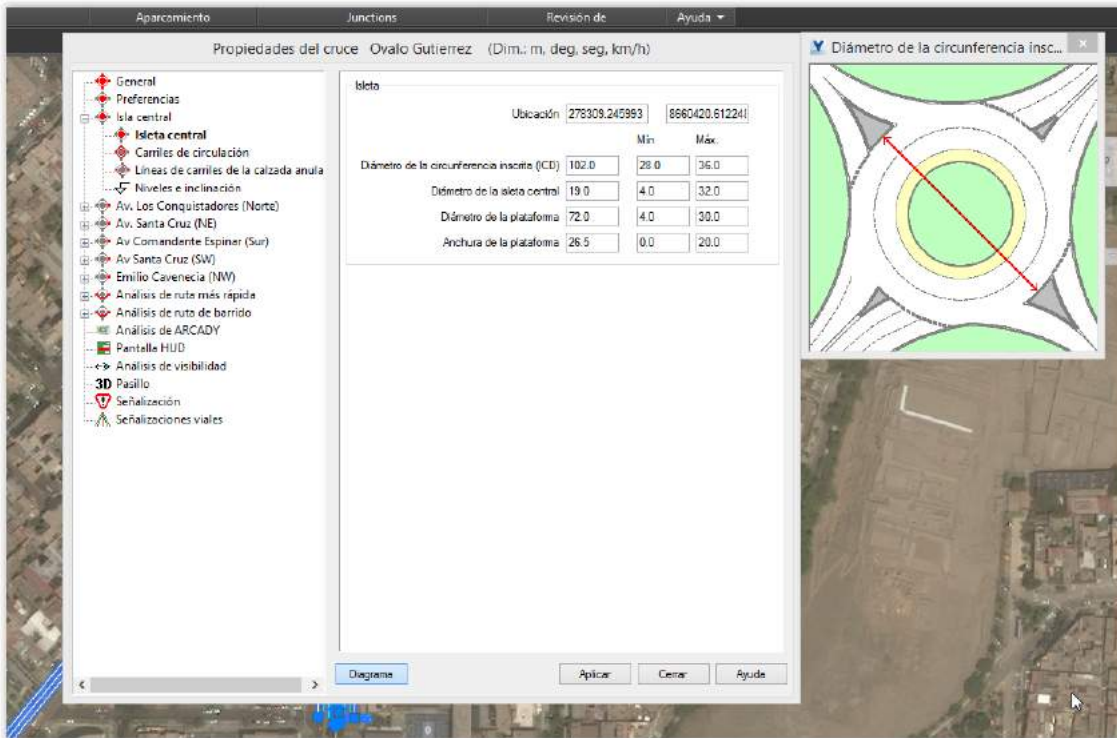 Aparcamiento Junctions Revisión de Ayuda
Propiedades del cruce Ovalo Gutierrez (Dim.: m, deg, seg, km/h)
Diámetro de la circunferencia insc...
General
Preferencias
Isla central
Isleta central
Carriles de circulación
Líneas de carriles de la calzada anula
Niveles e inclinación
Av. Los Conquistadores (Norte)
Av. Santa Cruz (NE)
Av Comandante Espinar (Sur)
Av Santa Cruz (SW)
Emilio Cavenecia (NW)
Análisis de ruta más rápida
Análisis de ruta de barrido
Análisis de ARCADY
Pantalla HUD
Análisis de visibilidad
3D Pasillo
Señalización
Señalizaciones viales
Isleta
Ubicación 278309.245993 8660420.61224
Mín Máx.
Diámetro de la circunferencia inscrita (ICD) 102.0 28.0 36.0
Diámetro de la isleta central 19.0 4.0 32.0
Diámetro de la plataforma 72.0 4.0 30.0
Anchura de la plataforma 26.5 0.0 20.0
Diagrama Aplicar Cerrar Ayuda